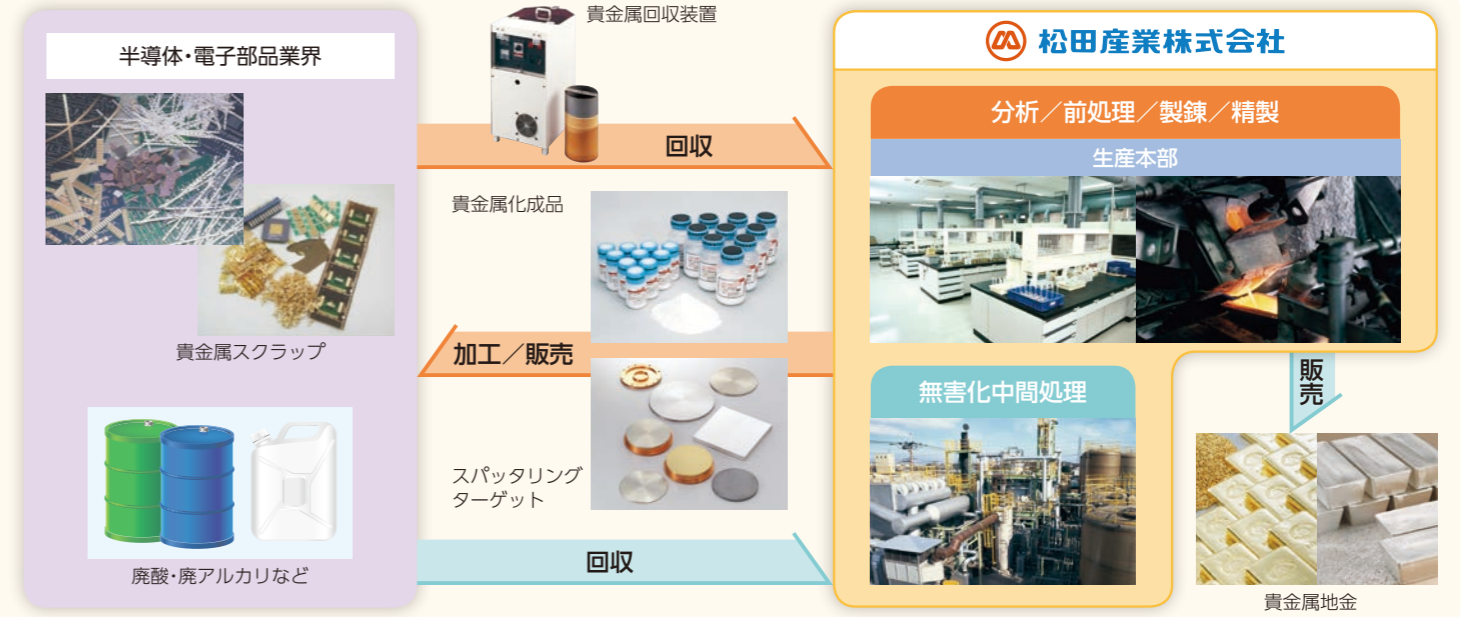 半導体・電子部品業界
貴金属スクラップ
廃酸・廃アルカリなど
貴金属回収装置
回収
貴金属化成品
加工／販売
スパッタリング
ターゲット
回収
松田産業株式会社
分析／前処理／製錬／精製
生産本部
無害化中間処理
販売
貴金属地金